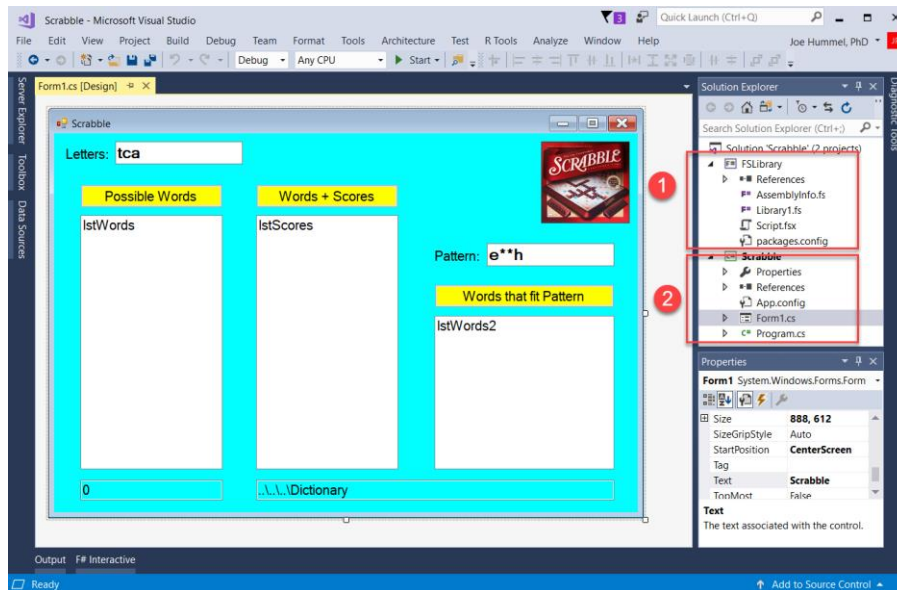 Scrabble - Microsoft Visual Studio
3
Quick Launch (Ctrl+Q)
File Edit View Project Build Debug Team Format Tools Architecture Test R Tools Analyze Window Help
Joe Hummel, PhD
Debug Any CPU Start
Server Explorer
Toolbox
Data Sources
Form1.cs [Design]
Scrabble
Letters: tca
SCRABBLE
Possible Words
Words + Scores
lstWords
lstScores
Pattern: e**h
Words that fit Pattern
lstWords2
0
..\..\..\Dictionary
1
2
Solution Explorer
Search Solution Explorer (Ctrl+;)
Solution 'Scrabble' (2 projects)
FSLibrary
References
AssemblyInfo.fs
Library1.fs
Script.fsx
packages.config
Scrabble
Properties
References
App.config
Form1.cs
C# Program.cs
Properties
Form1 System.Windows.Forms.Form
Size 888, 612
SizeGripStyle Auto
StartPosition CenterScreen
Tag
Text Scrabble
TopMost False
Text
The text associated with the control.
Diagnostic Tools
Output F# Interactive
Ready
Add to Source Control